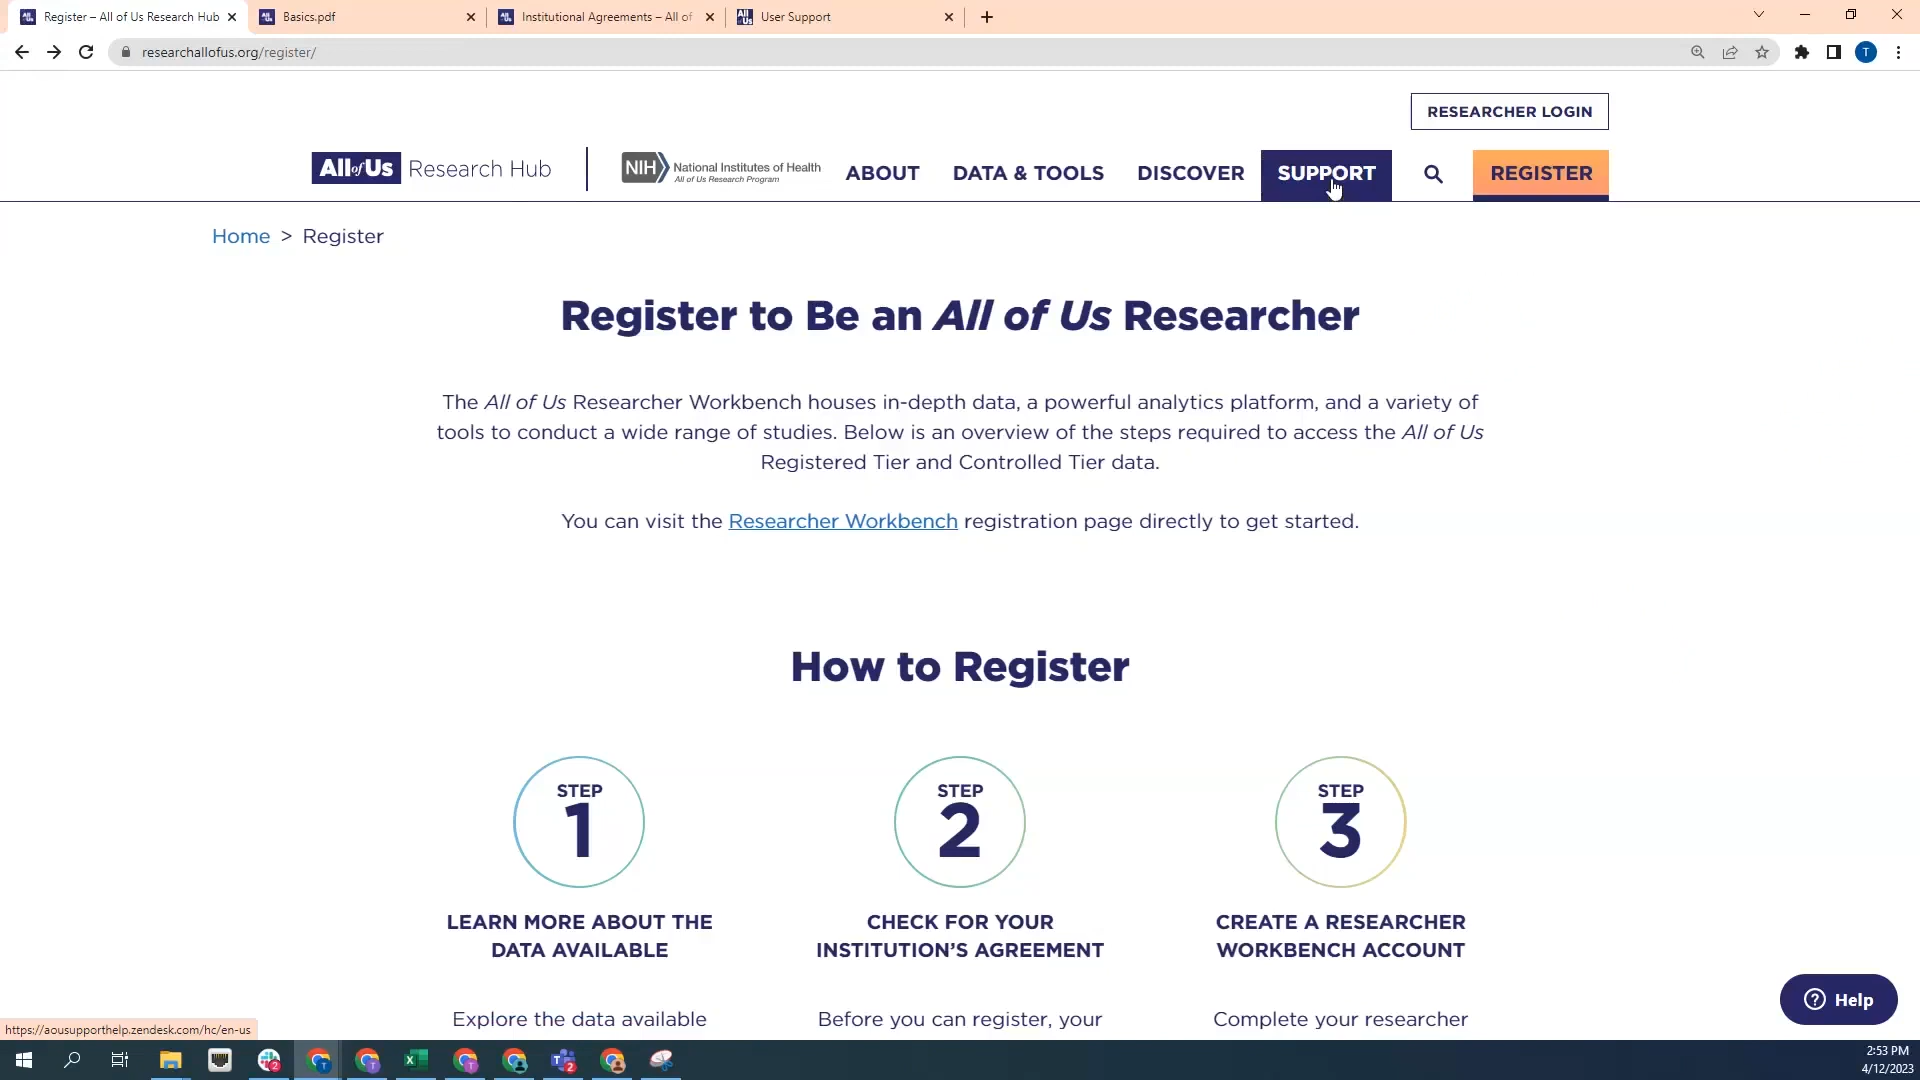 Register – All of Us Research Hub
Basics.pdf
Institutional Agreements – All of
User Support
researchallofus.org/register/
T
RESEARCHER LOGIN
All of Us Research Hub
NIH National Institutes of Health
All of Us Research Program
ABOUT
DATA & TOOLS
DISCOVER
SUPPORT
REGISTER
Home > Register
Register to Be an All of Us Researcher
The All of Us Researcher Workbench houses in-depth data, a powerful analytics platform, and a variety of
tools to conduct a wide range of studies. Below is an overview of the steps required to access the All of Us
Registered Tier and Controlled Tier data.
You can visit the Researcher Workbench registration page directly to get started.
How to Register
STEP
1
LEARN MORE ABOUT THE
DATA AVAILABLE
Explore the data available
STEP
2
CHECK FOR YOUR
INSTITUTION'S AGREEMENT
Before you can register, your
STEP
3
CREATE A RESEARCHER
WORKBENCH ACCOUNT
Complete your researcher
Help
https://aousupporthelp.zendesk.com/hc/en-us
2:53 PM
4/12/2023